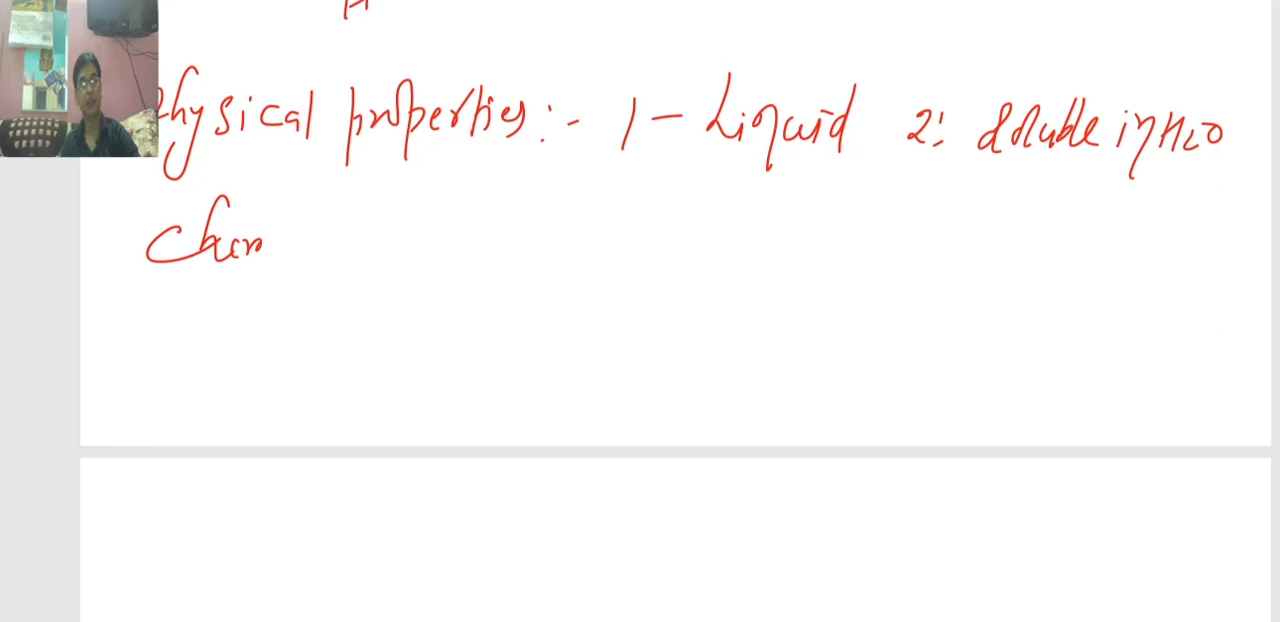 Physical properties :- 1- Liquid 2: soluble in H2O
Chem